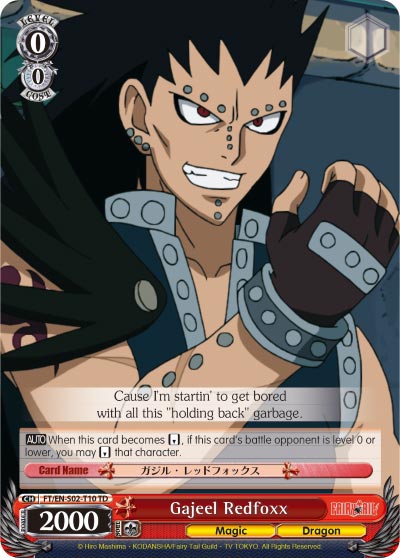 LEVEL
0
0
COST
Cause I'm startin' to get bored
with all this "holding back" garbage.
AUTO When this card becomes [ ], if this card's battle opponent is level 0 or
lower, you may [ ] that character.
Card Name ガジル・レッドフォックス
CH FT/EN-S02-T10 TD
POWER 2000 SOUL Gajeel Redfoxx FAIRY TAIL
Magic Dragon
© Hiro Mashima・KODANSHA/Fairy Tail Guild・TV TOKYO. All Rights Reserved.